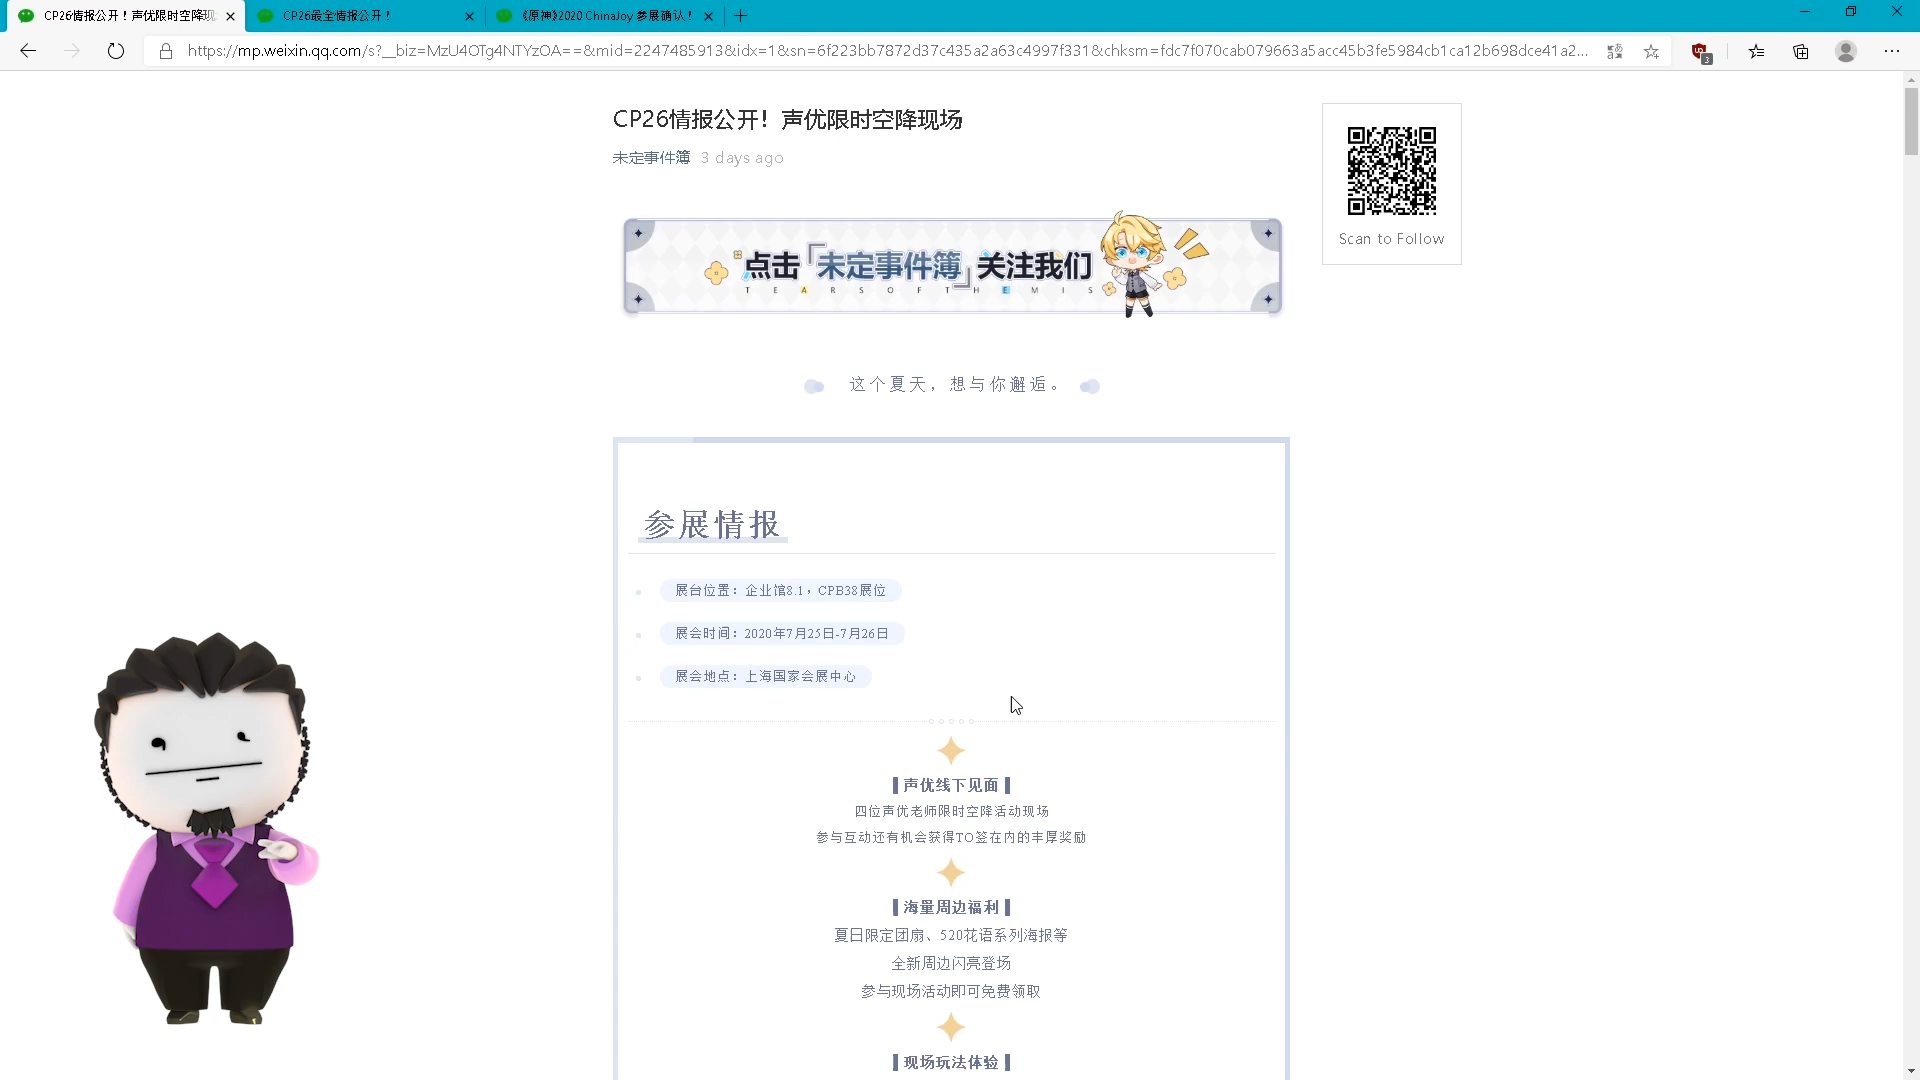 CP26情报公开！声优限时空降现
CP26最全情报公开！
《原神》2020 ChinaJoy 参展确认！
https://mp.weixin.qq.com/s?__biz=MzU4OTg4NTYzOA==&mid=2247485913&idx=1&sn=6f223bb7872d37c435a2a63c4997f331&chksm=fdc7f070cab079663a5acc45b3fe5984cb1ca12b698dce41a2...
3
CP26情报公开！声优限时空降现场
未定事件簿 3 days ago
Scan to Follow
点击「未定事件簿」关注我们
TEARSOFTHEMIS
这个夏天，想与你邂逅。
参展情报
展台位置：企业馆8.1，CPB38展位
展会时间：2020年7月25日-7月26日
展会地点：上海国家会展中心
▌声优线下见面▐
四位声优老师限时空降活动现场
参与互动还有机会获得TO签在内的丰厚奖励
▌海量周边福利▐
夏日限定团扇、520花语系列海报等
全新周边闪亮登场
参与现场活动即可免费领取
▌现场玩法体验▐